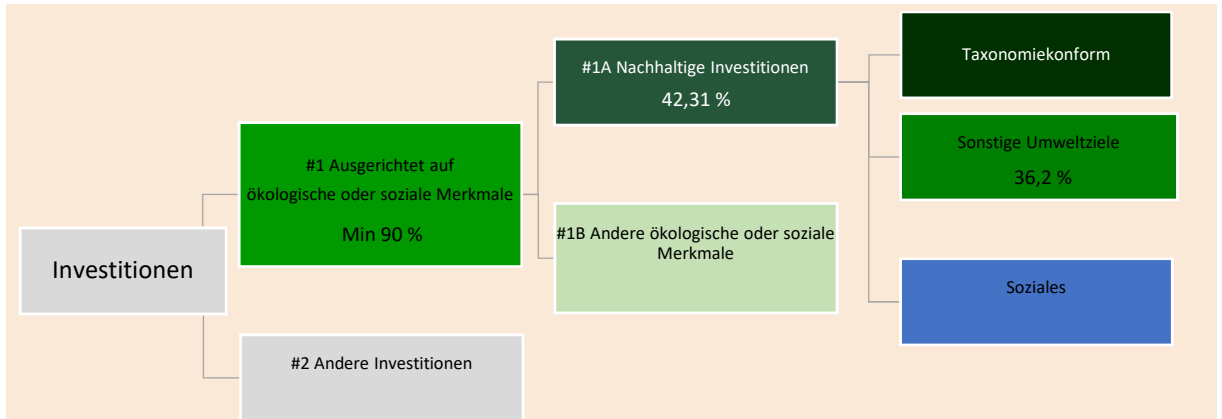 Investitionen
#1 Ausgerichtet auf
ökologische oder soziale Merkmale
Min 90 %
#2 Andere Investitionen
#1A Nachhaltige Investitionen
42,31 %
#1B Andere ökologische oder soziale
Merkmale
Taxonomiekonform
Sonstige Umweltziele
36,2 %
Soziales